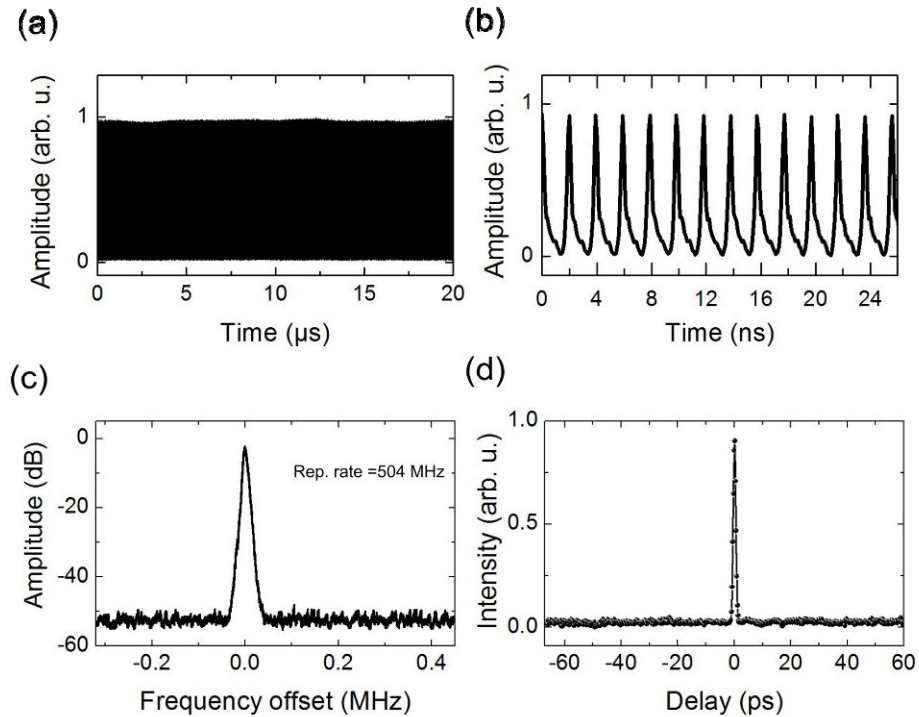 (a)
Amplitude (arb. u.)
1
0
0 5 10 15 20
Time (µs)
(b)
Amplitude (arb. u.)
1
0
0 4 8 12 16 20 24
Time (ns)
(c)
Amplitude (dB)
0
-20
-40
-60
Rep. rate =504 MHz
-0.2 0.0 0.2 0.4
Frequency offset (MHz)
(d)
Intensity (arb. u.)
1.0
0.5
0.0
-60 -40 -20 0 20 40 60
Delay (ps)